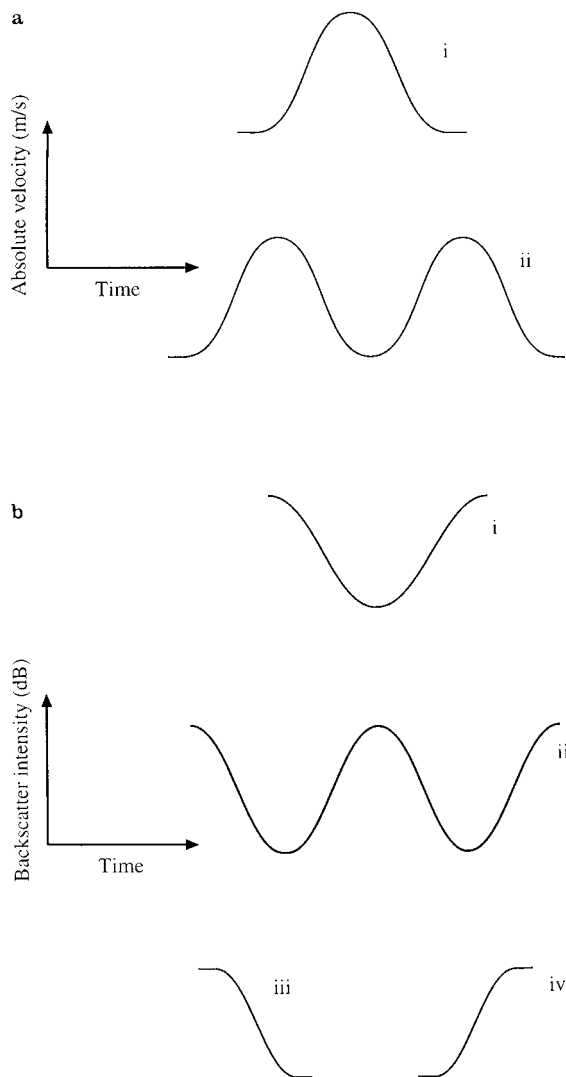 a
i
Absolute velocity (m/s)
ii
Time
b
i
Backscatter intensity (dB)
ii
Time
iii
iv